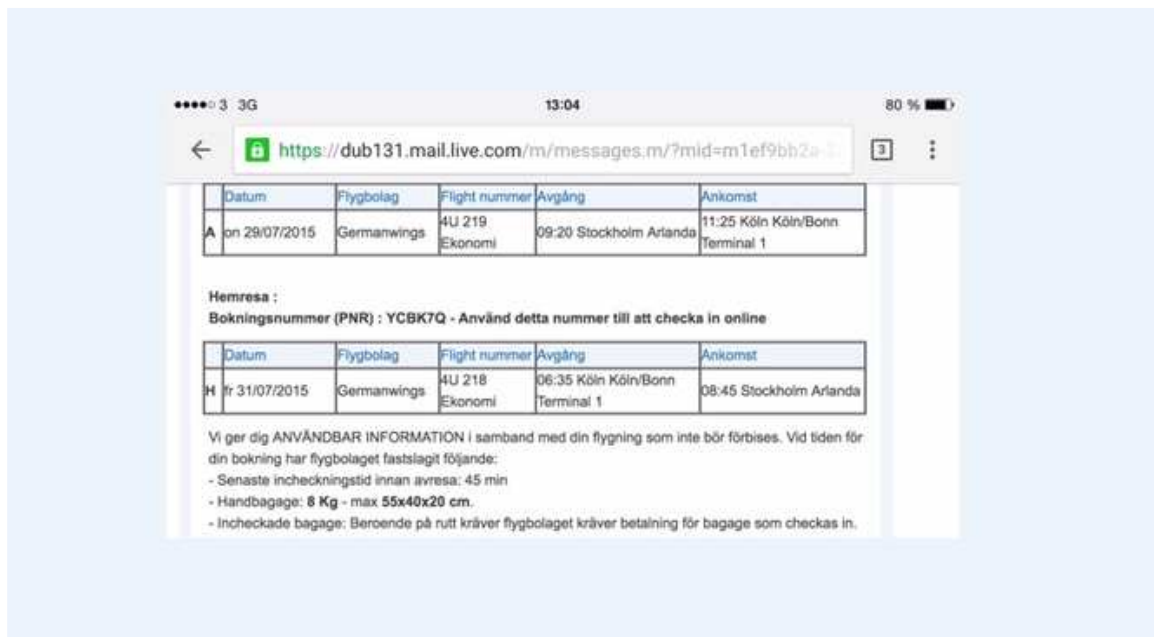 3 3G 13:04 80 %
https://dub131.mail.live.com/m/messages.m/?mid=m1ef9bb2a-
3
Datum Flygbolag Flight nummer Avgång Ankomst
A on 29/07/2015 Germanwings 4U 219 Ekonomi 09:20 Stockholm Arlanda 11:25 Köln Köln/Bonn Terminal 1
Hemresa :
Bokningsnummer (PNR) : YCBK7Q - Använd detta nummer till att checka in online
Datum Flygbolag Flight nummer Avgång Ankomst
H fr 31/07/2015 Germanwings 4U 218 Ekonomi 06:35 Köln Köln/Bonn Terminal 1 08:45 Stockholm Arlanda
Vi ger dig ANVÄNDBAR INFORMATION i samband med din flygning som inte bör förbises. Vid tiden för
din bokning har flygbolaget fastslagit följande:
- Senaste incheckningstid innan avresa: 45 min
- Handbagage: 8 Kg - max 55x40x20 cm.
- Incheckade bagage: Beroende på rutt kräver flygbolaget kräver betalning för bagage som checkas in.